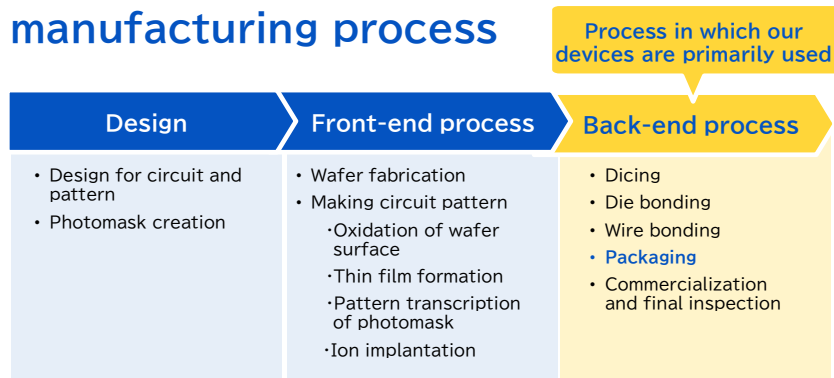 manufacturing process
Process in which our
devices are primarily used
Design
Front-end process
Back-end process
• Design for circuit and
pattern
• Photomask creation
• Wafer fabrication
• Making circuit pattern
･Oxidation of wafer
surface
･Thin film formation
･Pattern transcription
of photomask
･Ion implantation
• Dicing
• Die bonding
• Wire bonding
• Packaging
• Commercialization
and final inspection